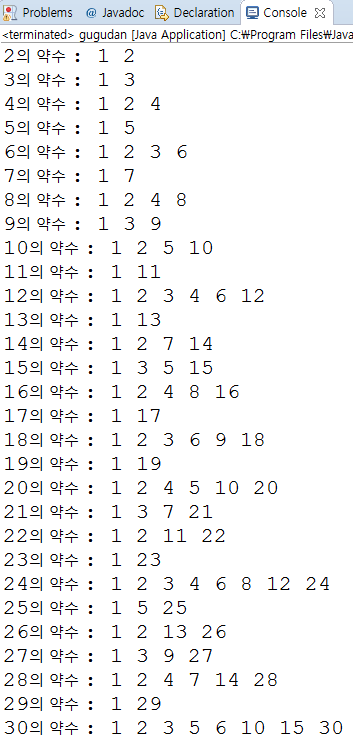 Problems @ Javadoc Declaration Console
<terminated> gugudan [Java Application] C:₩Program Files₩Java
2의 약수 : 1 2
3의 약수 : 1 3
4의 약수 : 1 2 4
5의 약수 : 1 5
6의 약수 : 1 2 3 6
7의 약수 : 1 7
8의 약수 : 1 2 4 8
9의 약수 : 1 3 9
10의 약수 : 1 2 5 10
11의 약수 : 1 11
12의 약수 : 1 2 3 4 6 12
13의 약수 : 1 13
14의 약수 : 1 2 7 14
15의 약수 : 1 3 5 15
16의 약수 : 1 2 4 8 16
17의 약수 : 1 17
18의 약수 : 1 2 3 6 9 18
19의 약수 : 1 19
20의 약수 : 1 2 4 5 10 20
21의 약수 : 1 3 7 21
22의 약수 : 1 2 11 22
23의 약수 : 1 23
24의 약수 : 1 2 3 4 6 8 12 24
25의 약수 : 1 5 25
26의 약수 : 1 2 13 26
27의 약수 : 1 3 9 27
28의 약수 : 1 2 4 7 14 28
29의 약수 : 1 29
30의 약수 : 1 2 3 5 6 10 15 30